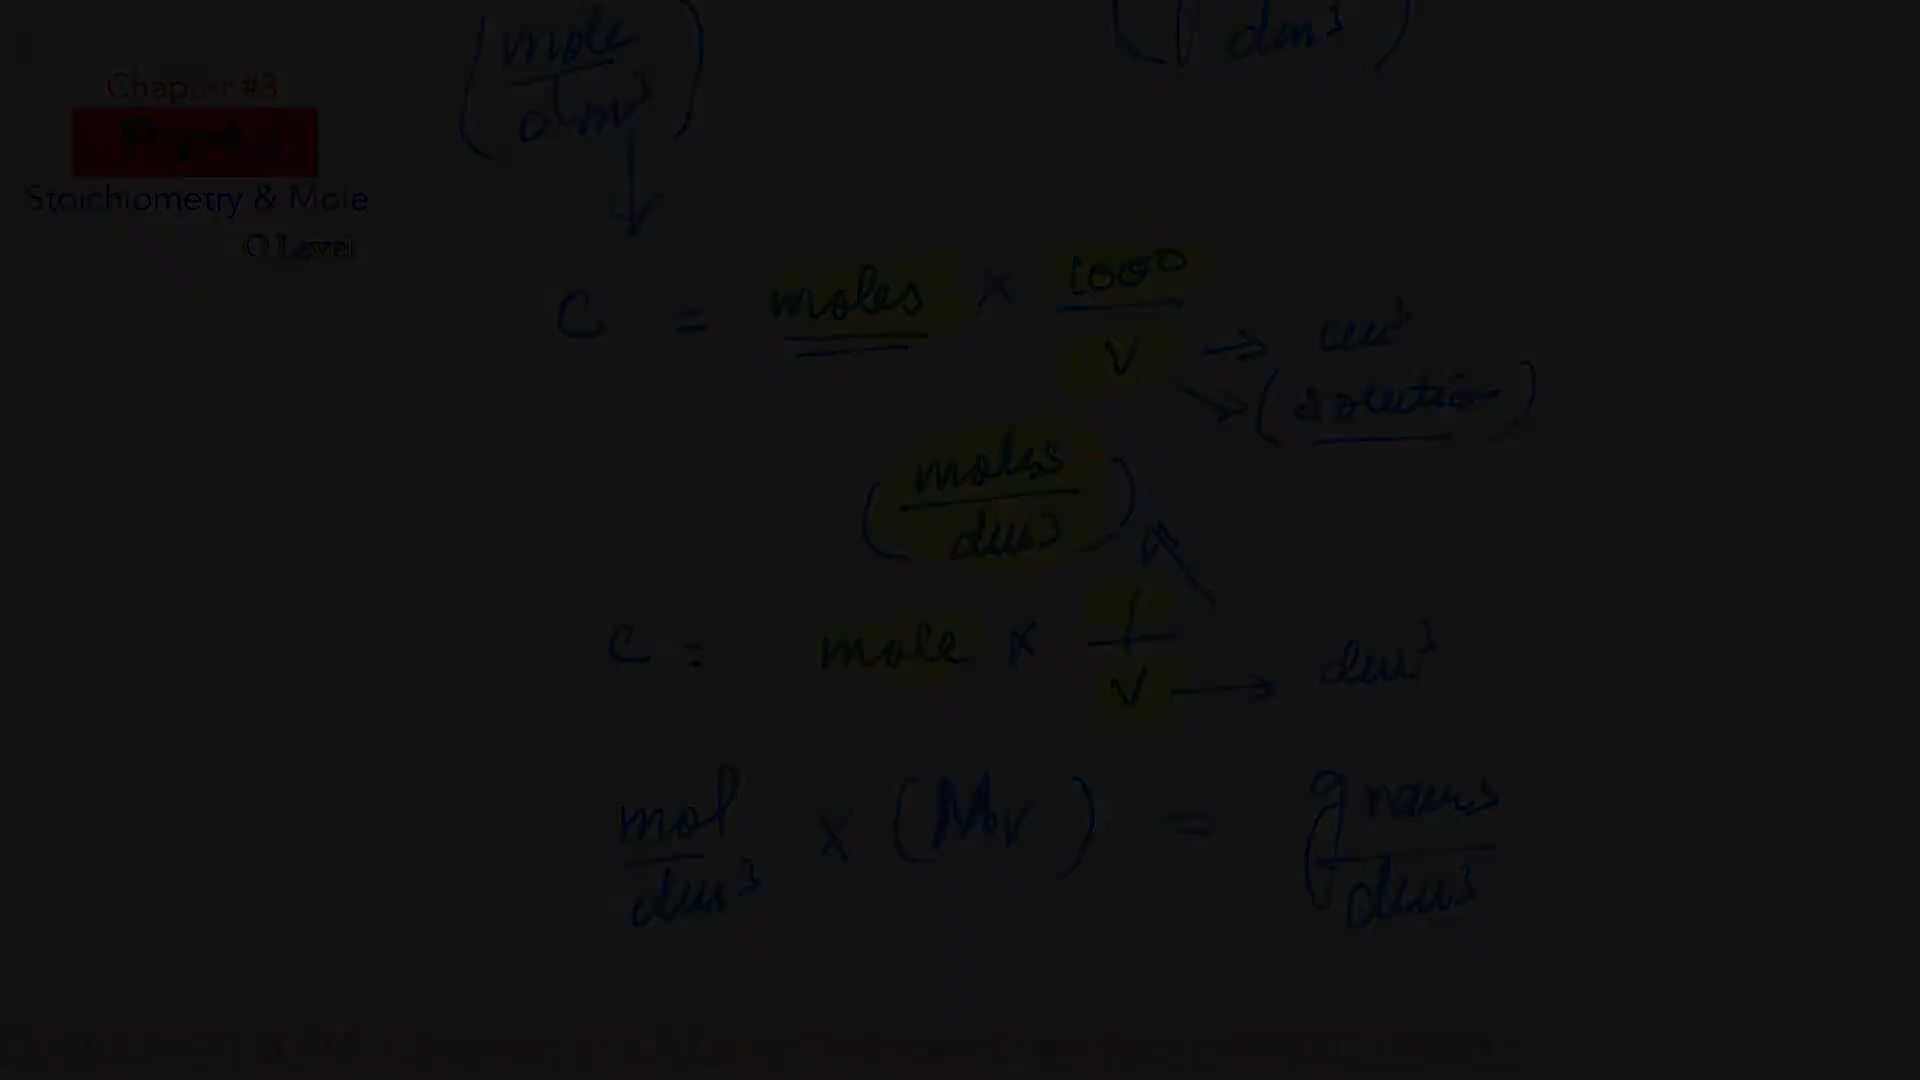 ( mole / dm³ )
dm³ )
Chapter #3
Part
Stoichiometry & Mole
O Level
C = moles × 1000 / V → cm³
→ ( solution )
( moles / dm³ )
C = mole × 1 / V → dm³
mol / dm³ × ( Mr ) = grams / dm³